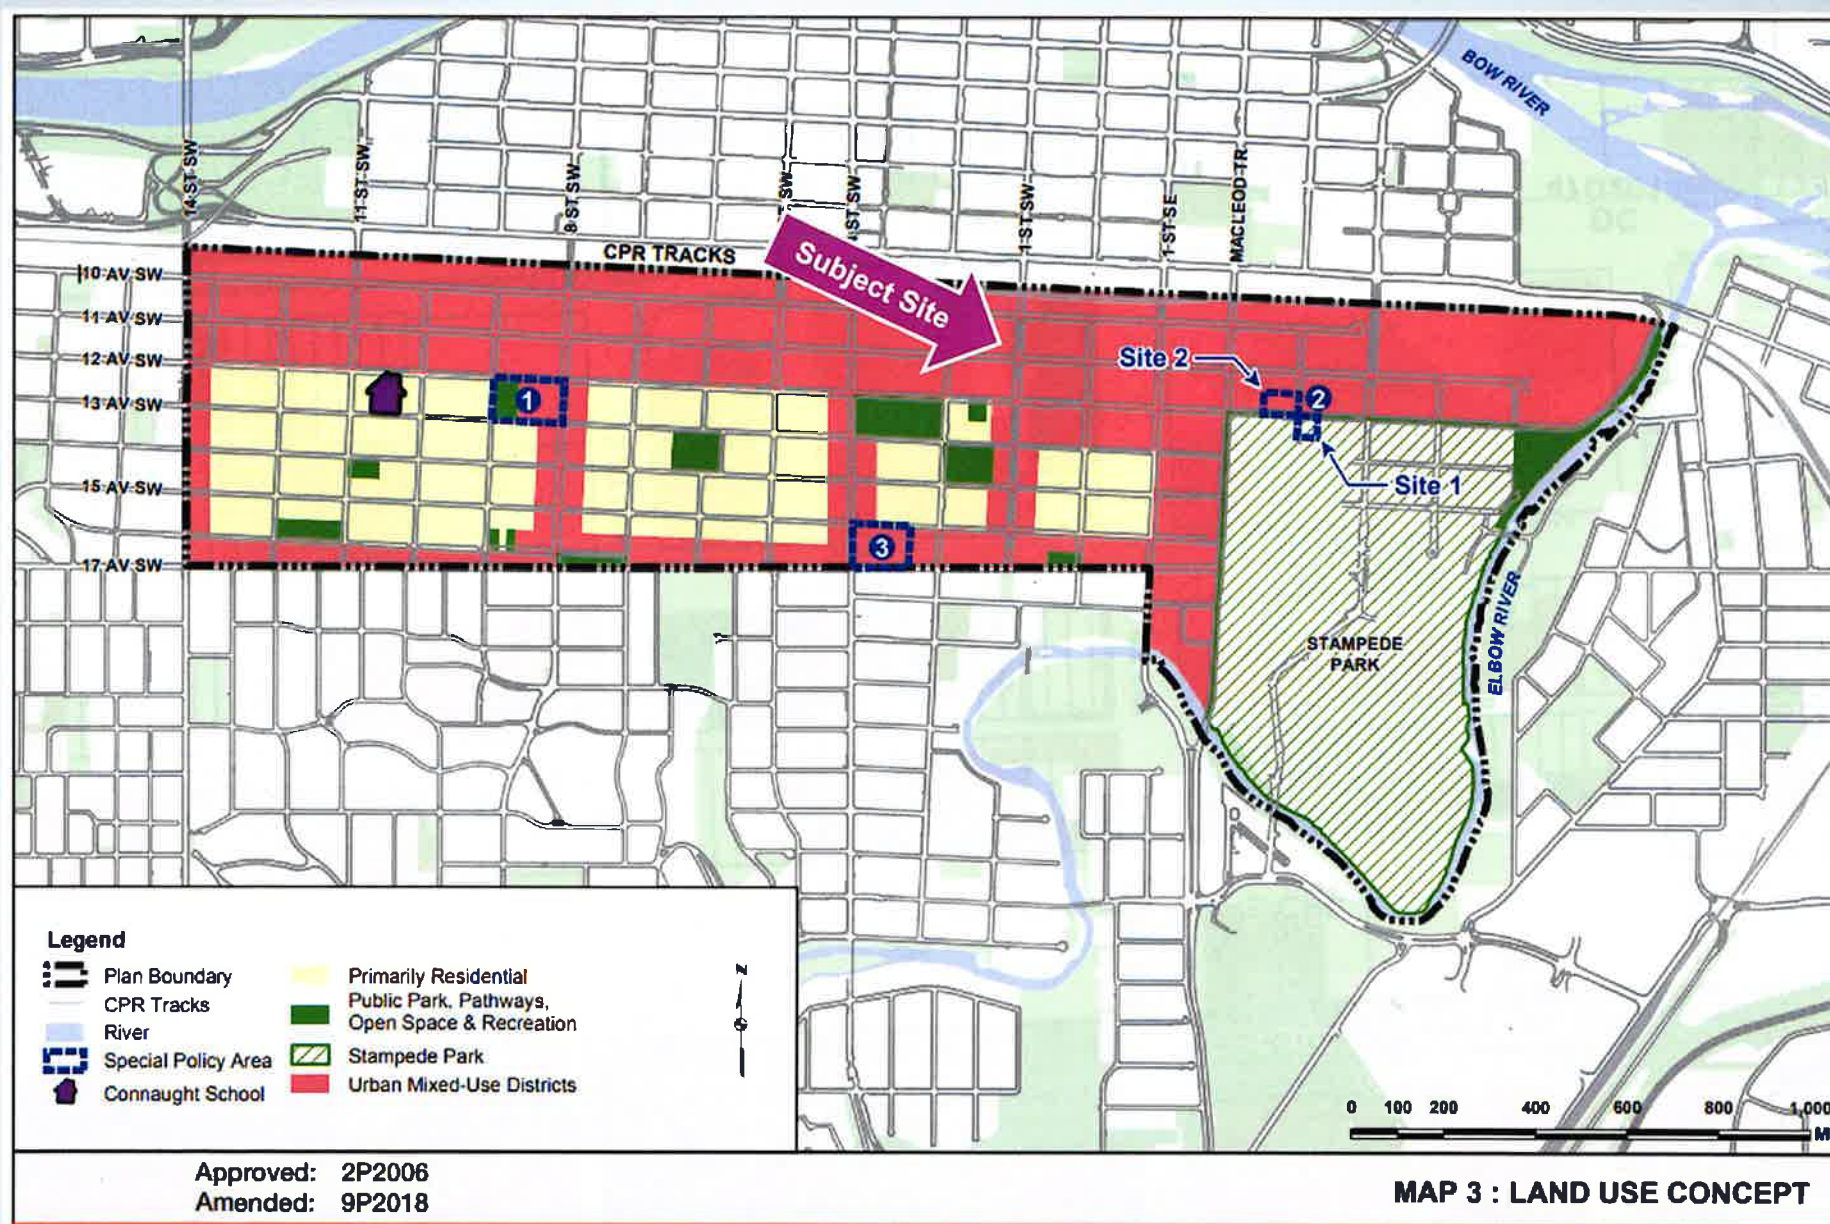 BOW RIVER
14 ST SW
11 ST SW
8 ST SW
ST SW
ST SW
1 ST SW
1 ST SE
MACLEOD TR
CPR TRACKS
Subject Site
10 AV SW
11 AV SW
12 AV SW
13 AV SW
15 AV SW
17 AV SW
Site 2
1
2
Site 1
3
STAMPEDE
PARK
ELBOW RIVER
Legend
Plan Boundary
CPR Tracks
River
Special Policy Area
Connaught School
Primarily Residential
Public Park, Pathways,
Open Space & Recreation
Stampede Park
Urban Mixed-Use Districts
N
0 100 200 400 600 800 1,000
M
Approved: 2P2006
Amended: 9P2018
MAP 3 : LAND USE CONCEPT